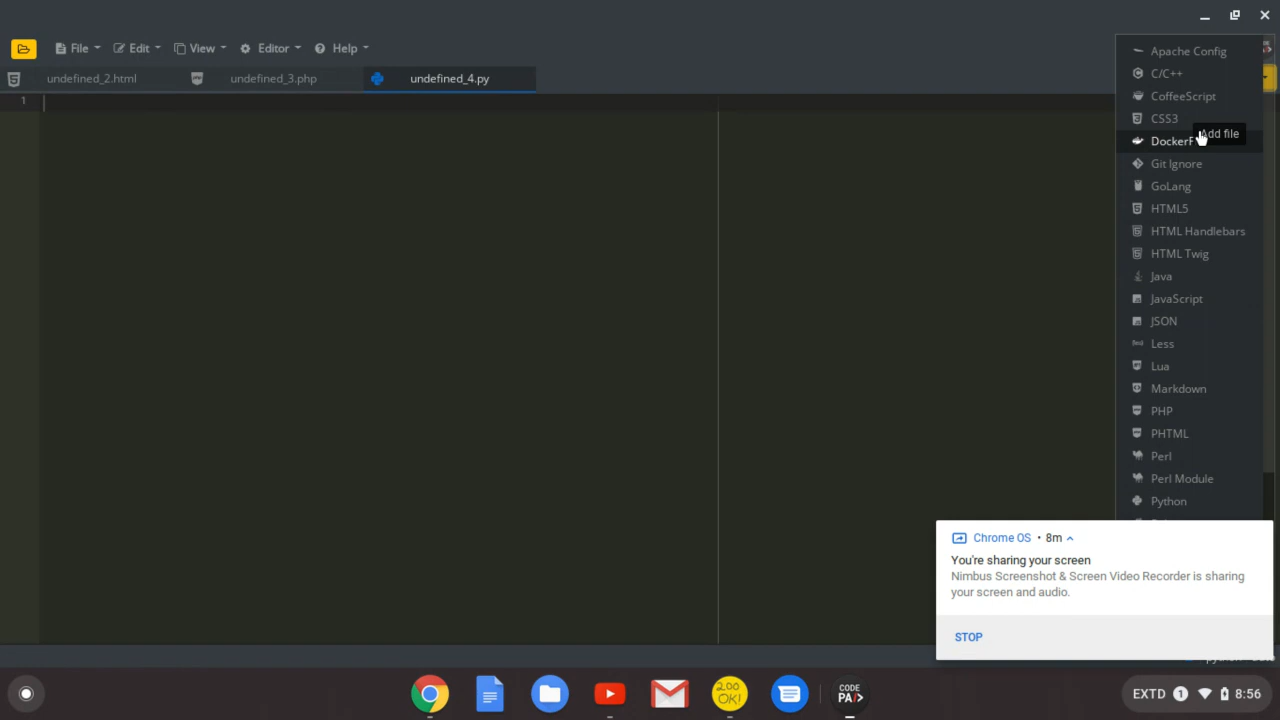 File
Edit
View
Editor
Help
undefined_2.html
undefined_3.php
undefined_4.py
1
Apache Config
C/C++
CoffeeScript
CSS3
Add file
Git Ignore
GoLang
HTML5
HTML Handlebars
HTML Twig
Java
JavaScript
JSON
Less
Lua
Markdown
PHP
PHTML
Perl
Perl Module
Python
Chrome OS • 8m
You're sharing your screen
Nimbus Screenshot & Screen Video Recorder is sharing
your screen and audio.
STOP
200
OK!
CODE
PA/>
EXTD 1 8:56